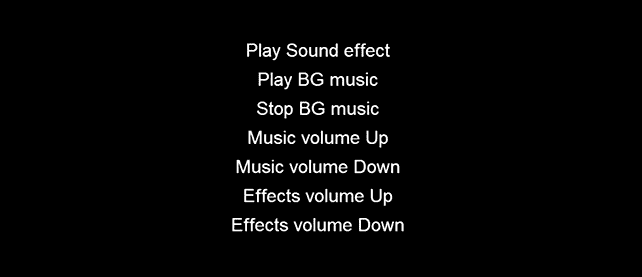 Play Sound effect
Play BG music
Stop BG music
Music volume Up
Music volume Down
Effects volume Up
Effects volume Down